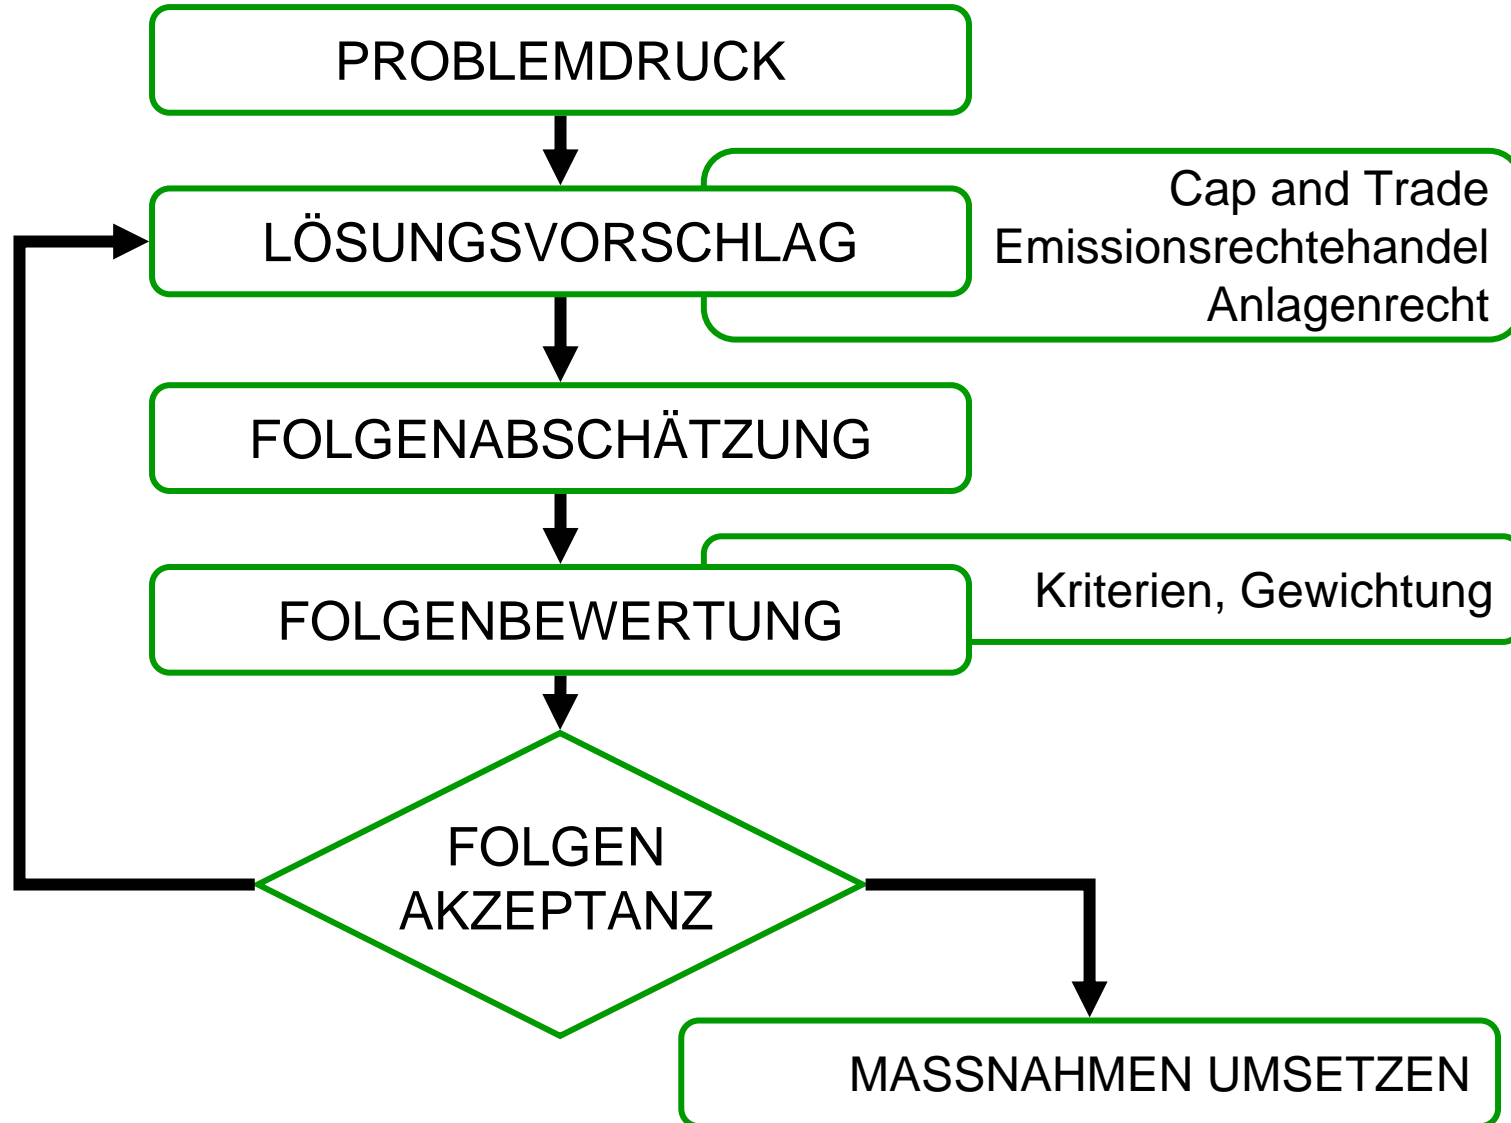 PROBLEMDRUCK
LÖSUNGSVORSCHLAG
Cap and Trade
Emissionsrechtehandel
Anlagenrecht
FOLGENABSCHÄTZUNG
FOLGENBEWERTUNG
Kriterien, Gewichtung
FOLGEN
AKZEPTANZ
MASSNAHMEN UMSETZEN